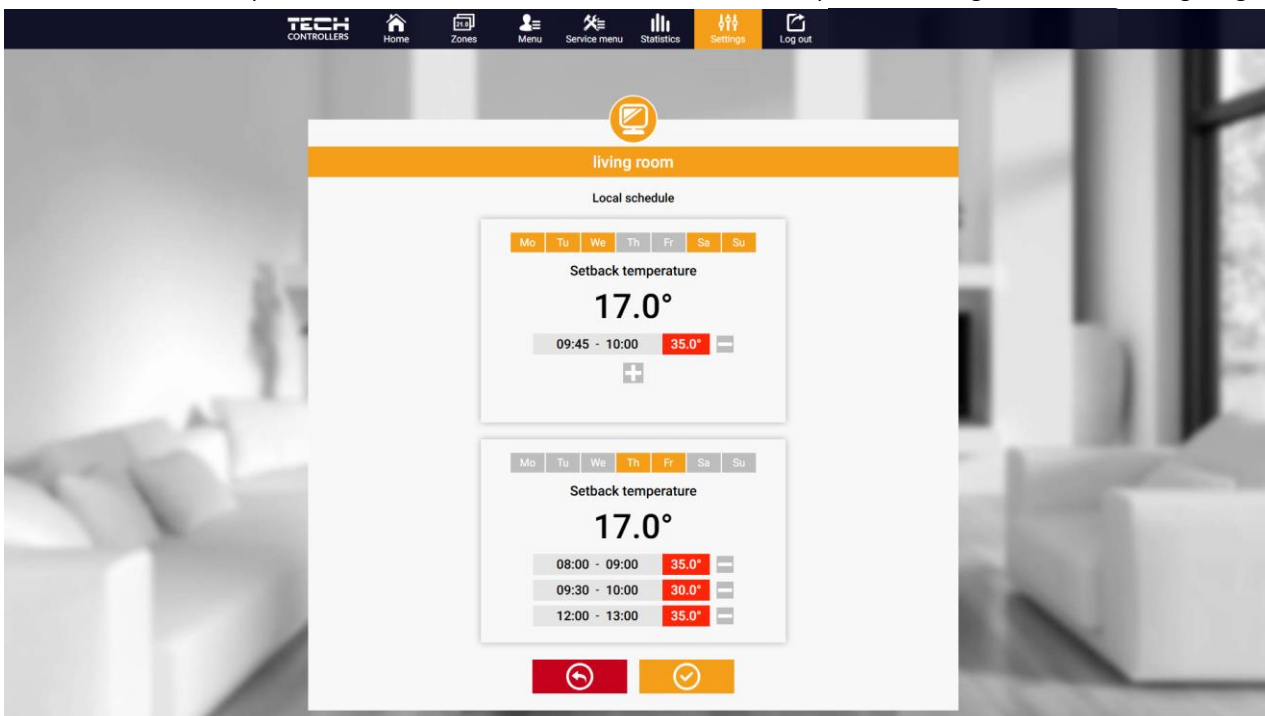 TECH
CONTROLLERS
Home
21.0
Zones
Menu
Service menu
Statistics
Settings
Log out
living room
Local schedule
Mo Tu We Th Fr Sa Su
Setback temperature
17.0°
09:45 - 10:00 35.0°
Mo Tu We Th Fr Sa Su
Setback temperature
17.0°
08:00 - 09:00 35.0°
09:30 - 10:00 30.0°
12:00 - 13:00 35.0°